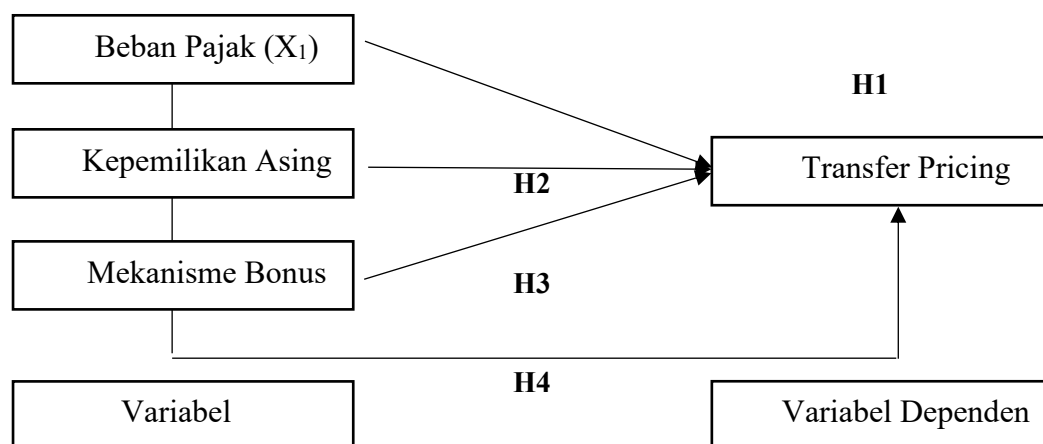 Beban Pajak (X₁)
H1
Kepemilikan Asing
Transfer Pricing
H2
Mekanisme Bonus
H3
H4
Variabel
Variabel Dependen